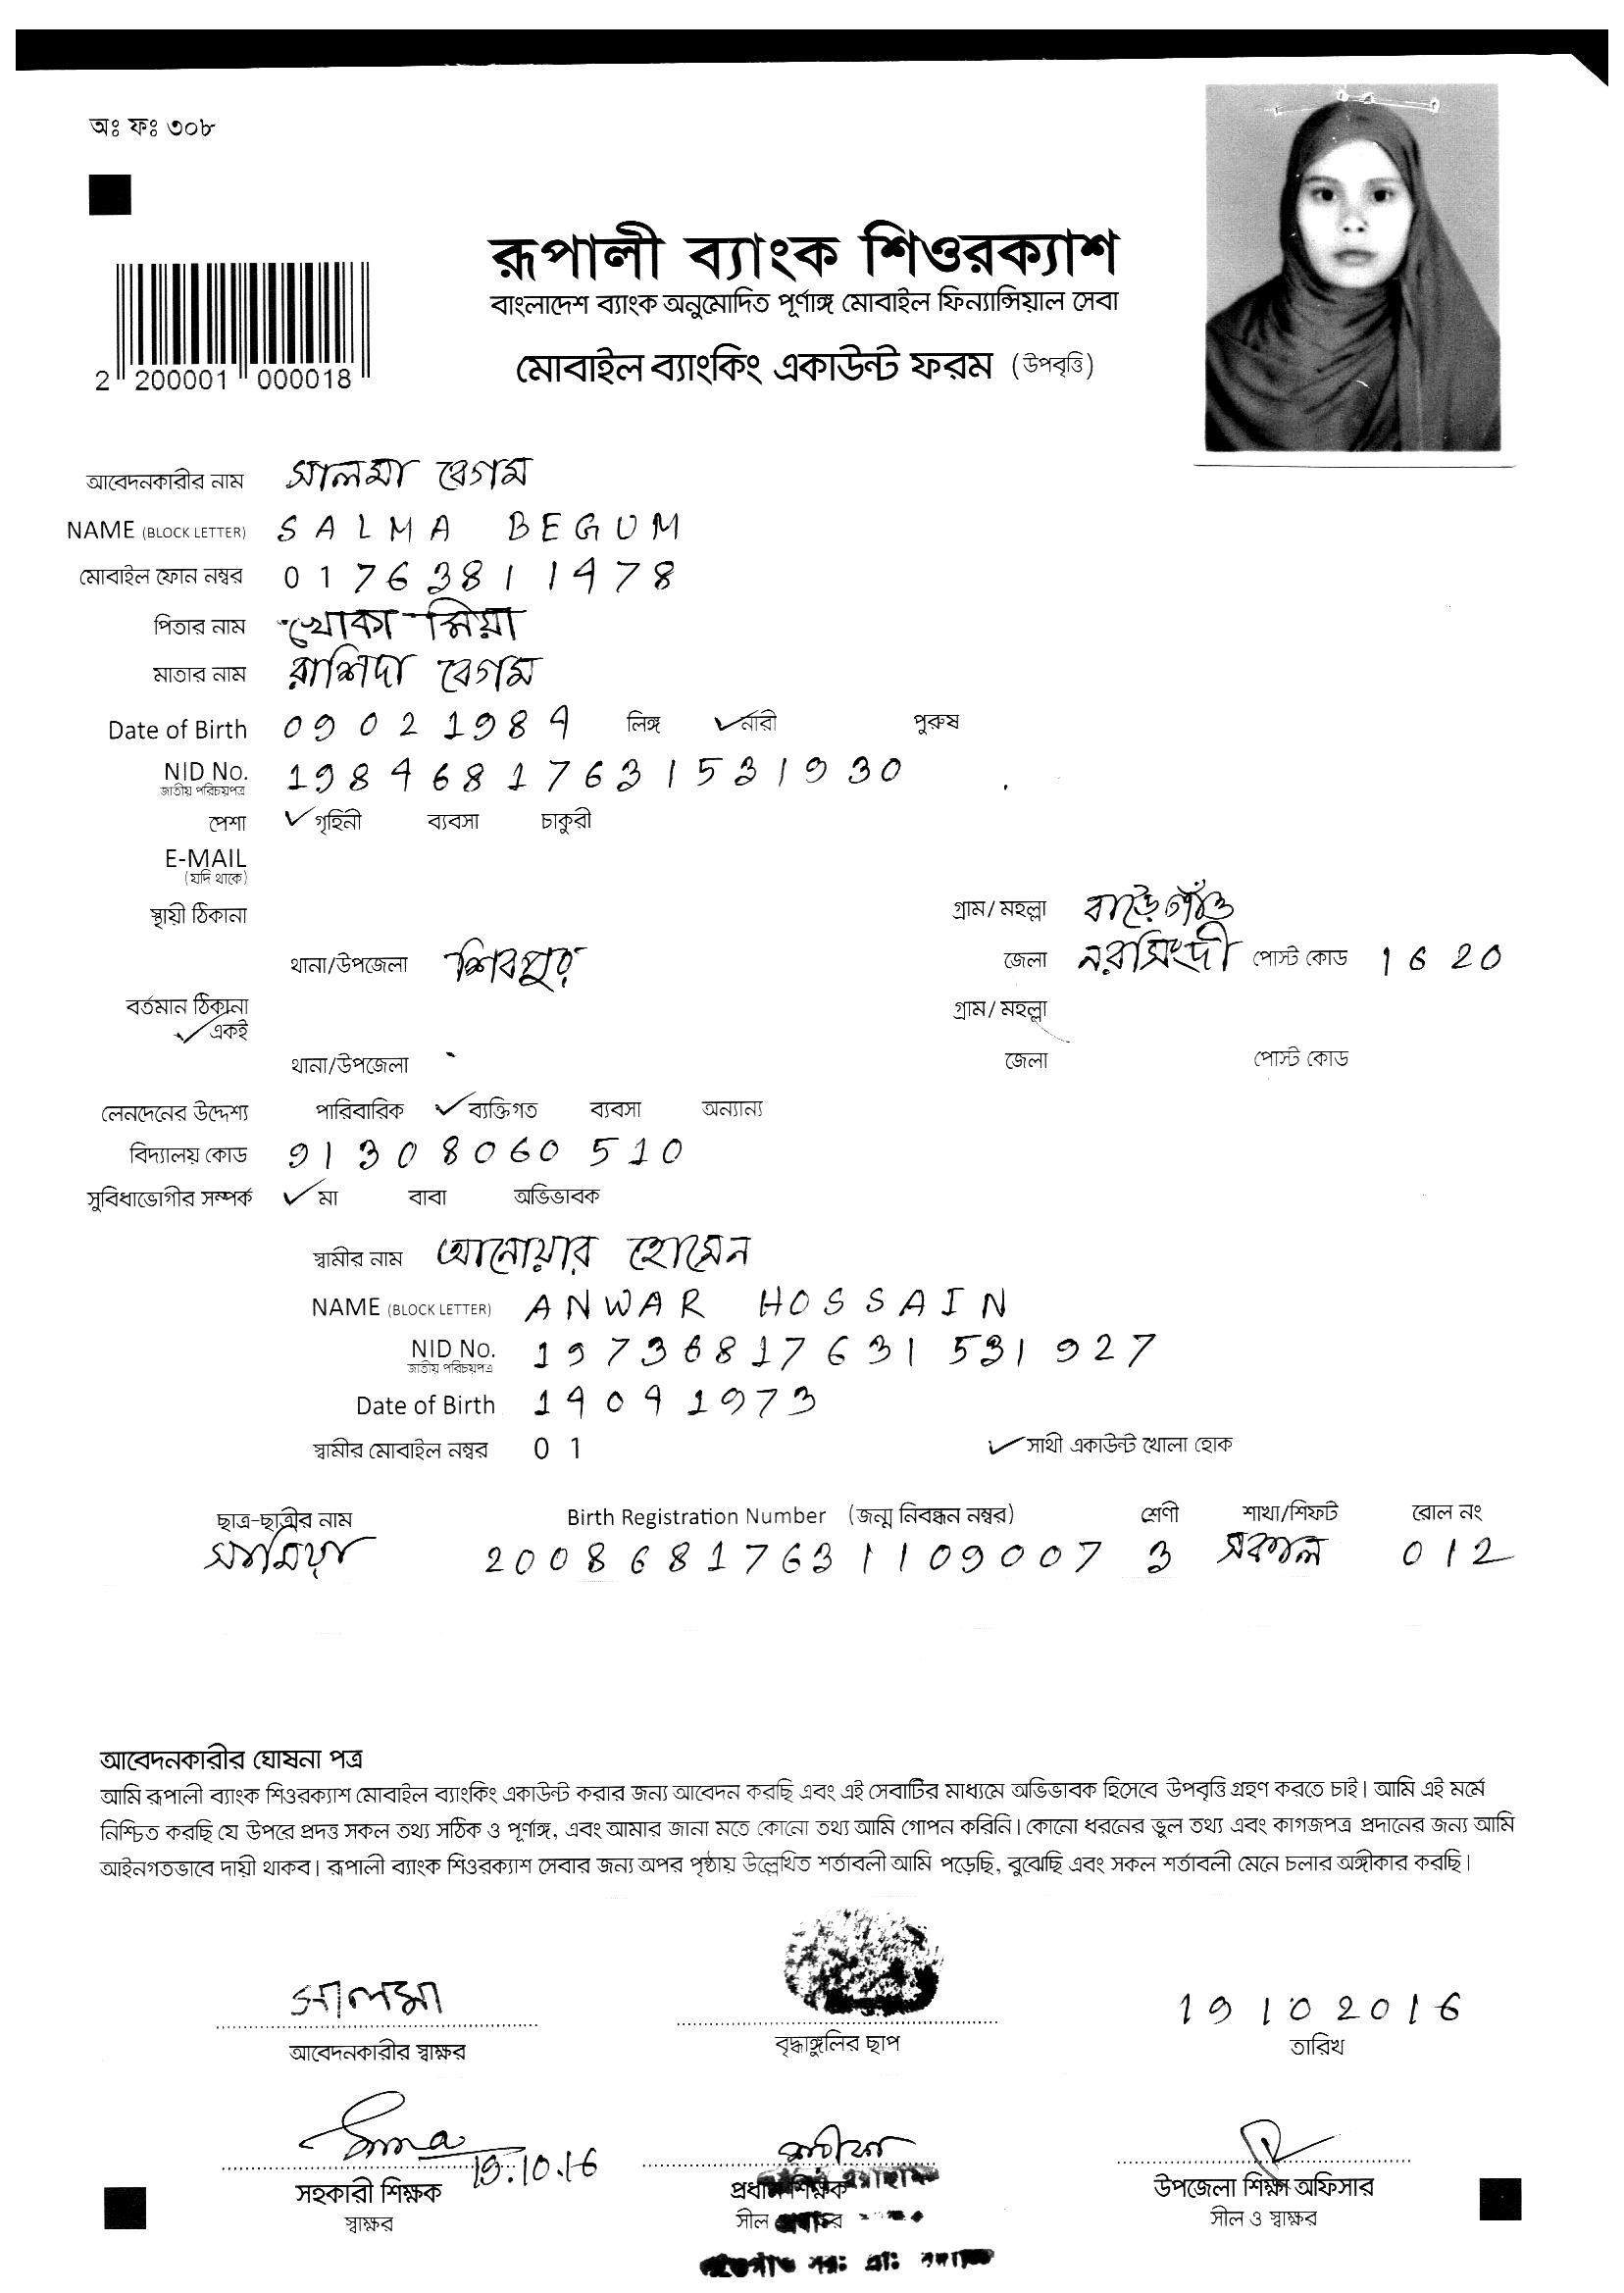 অঃ ফঃ ৩০৮
রূপালী ব্যাংক শিওরক্যাশ
বাংলাদেশ ব্যাংক অনুমোদিত পূর্ণাঙ্গ মোবাইল ফিন্যান্সিয়াল সেবা
মোবাইল ব্যাংকিং একাউন্ট ফরম (উপবৃত্তি)
2 200001 000018
আবেদনকারীর নাম সালমা বেগম
NAME (BLOCK LETTER) SALMA BEGUM
মোবাইল ফোন নম্বর 01763811478
পিতার নাম খোকা মিয়া
মাতার নাম রাশিদা বেগম
Date of Birth 09021984 লিঙ্গ নারী পুরুষ
NID No. 19846817631531930
জাতীয় পরিচয়পত্র
পেশা গৃহিনী ব্যবসা চাকুরী
E-MAIL
(যদি থাকে)
স্থায়ী ঠিকানা গ্রাম/ মহল্লা বাড়ৈগাঁও
থানা/উপজেলা শিবপুর জেলা নরসিংদী পোস্ট কোড 1620
বর্তমান ঠিকানা গ্রাম/ মহল্লা
একই
থানা/উপজেলা জেলা পোস্ট কোড
লেনদেনের উদ্দেশ্য পারিবারিক ব্যক্তিগত ব্যবসা অন্যান্য
বিদ্যালয় কোড 91308060510
সুবিধাভোগীর সম্পর্ক মা বাবা অভিভাবক
স্বামীর নাম আনোয়ার হোসেন
NAME (BLOCK LETTER) ANWAR HOSSAIN
NID No. 19736817631531927
জাতীয় পরিচয়পত্র
Date of Birth 14041973
স্বামীর মোবাইল নম্বর 01 সাথী একাউন্ট খোলা হোক
ছাত্র-ছাত্রীর নাম Birth Registration Number (জন্ম নিবন্ধন নম্বর) শ্রেণী শাখা/শিফট রোল নং
20086817631109007 3 সকাল 012
আবেদনকারীর ঘোষনা পত্র
আমি রূপালী ব্যাংক শিওরক্যাশ মোবাইল ব্যাংকিং একাউন্ট করার জন্য আবেদন করছি এবং এই সেবাটির মাধ্যমে অভিভাবক হিসেবে উপবৃত্তি গ্রহণ করতে চাই। আমি এই মর্মে
নিশ্চিত করছি যে উপরে প্রদত্ত সকল তথ্য সঠিক ও পূর্ণাঙ্গ, এবং আমার জানা মতে কোনো তথ্য আমি গোপন করিনি। কোনো ধরনের ভুল তথ্য এবং কাগজপত্র প্রদানের জন্য আমি
আইনগতভাবে দায়ী থাকব। রূপালী ব্যাংক শিওরক্যাশ সেবার জন্য অপর পৃষ্ঠায় উল্লেখিত শর্তাবলী আমি পড়েছি, বুঝেছি এবং সকল শর্তাবলী মেনে চলার অঙ্গীকার করছি।
সালমা 19102016
আবেদনকারীর স্বাক্ষর বৃদ্ধাঙ্গুলির ছাপ তারিখ
19.10.16
সহকারী শিক্ষক প্রধান শিক্ষক উপজেলা শিক্ষা অফিসার
স্বাক্ষর সীল ও স্বাক্ষর সীল ও স্বাক্ষর